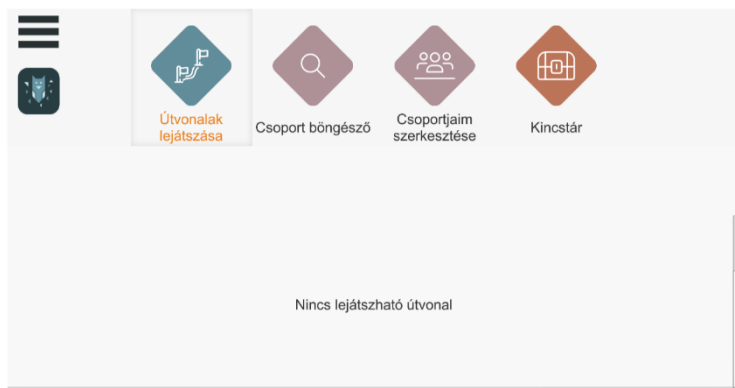 Útvonalak
lejátszása
Csoport böngésző
Csoportjaim
szerkesztése
Kincstár
Nincs lejátszható útvonal